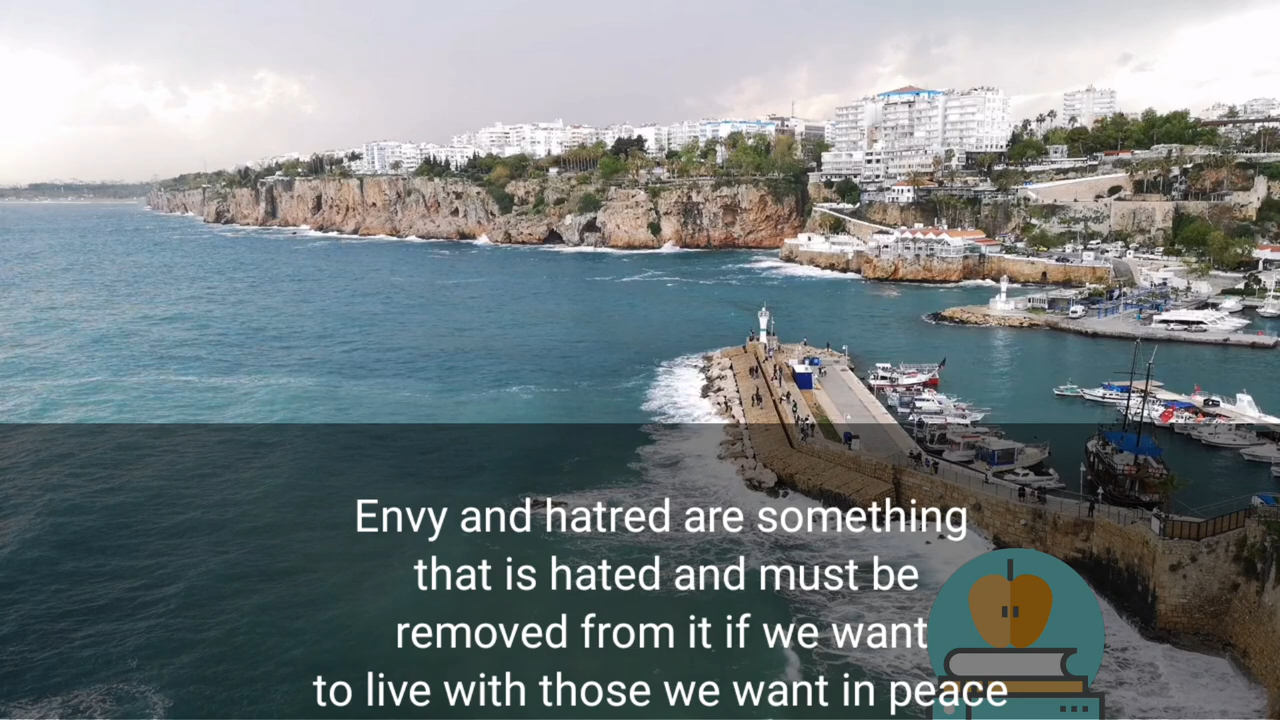 Envy and hatred are something
that is hated and must be
removed from it if we want
to live with those we want in peace